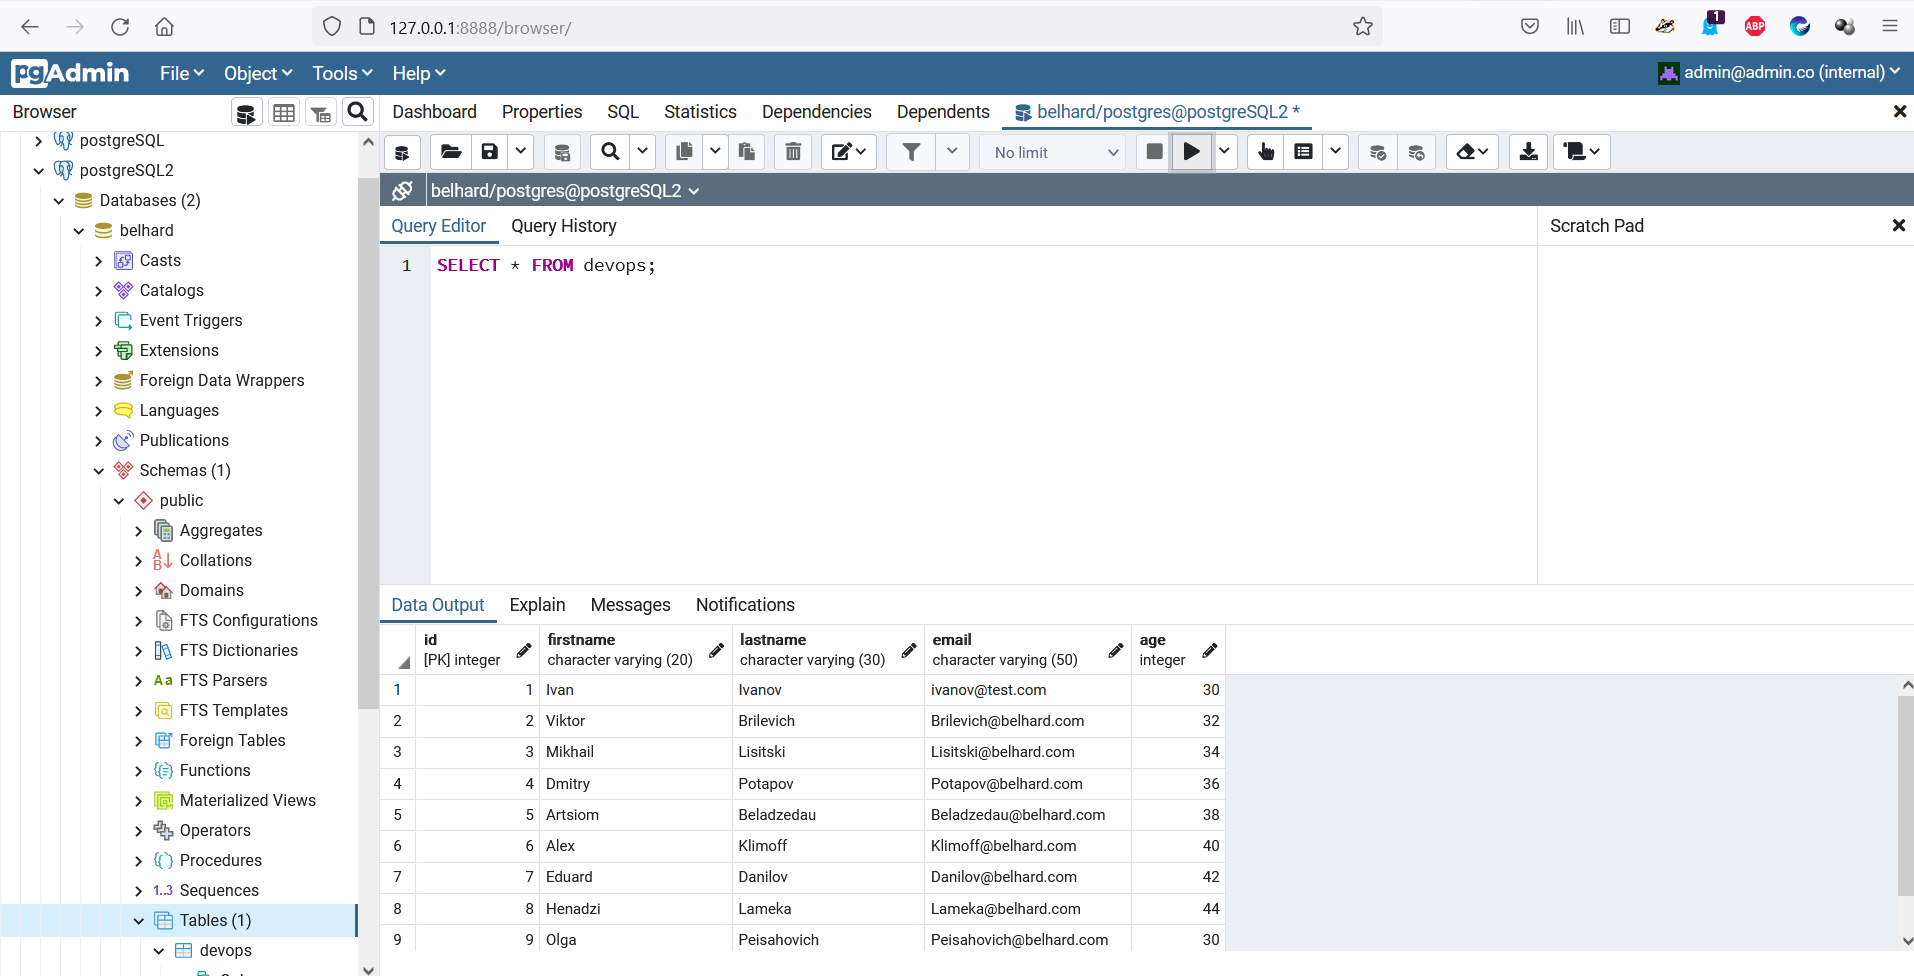 127.0.0.1:8888/browser/
1
ABP
pgAdmin File Object Tools Help admin@admin.co (internal)
Browser
Dashboard Properties SQL Statistics Dependencies Dependents belhard/postgres@postgreSQL2 *
No limit
belhard/postgres@postgreSQL2
Query Editor Query History
Scratch Pad
1 SELECT * FROM devops;
postgreSQL
postgreSQL2
Databases (2)
belhard
Casts
Catalogs
Event Triggers
Extensions
Foreign Data Wrappers
Languages
Publications
Schemas (1)
public
Aggregates
Collations
Domains
FTS Configurations
FTS Dictionaries
Aa FTS Parsers
FTS Templates
Foreign Tables
Functions
Materialized Views
Operators
Procedures
1..3 Sequences
Tables (1)
devops
Data Output Explain Messages Notifications
id firstname lastname email age
[PK] integer character varying (20) character varying (30) character varying (50) integer
1 1 Ivan Ivanov ivanov@test.com 30
2 2 Viktor Brilevich Brilevich@belhard.com 32
3 3 Mikhail Lisitski Lisitski@belhard.com 34
4 4 Dmitry Potapov Potapov@belhard.com 36
5 5 Artsiom Beladzedau Beladzedau@belhard.com 38
6 6 Alex Klimoff Klimoff@belhard.com 40
7 7 Eduard Danilov Danilov@belhard.com 42
8 8 Henadzi Lameka Lameka@belhard.com 44
9 9 Olga Peisahovich Peisahovich@belhard.com 30